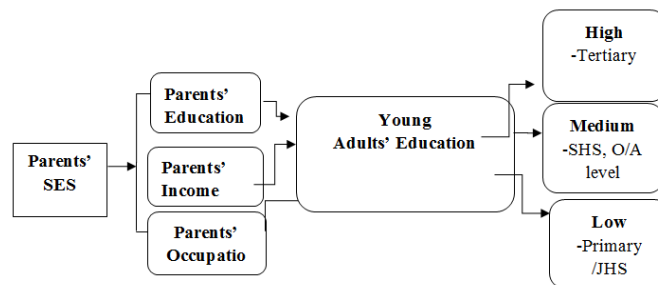 Parents'
SES
Parents'
Education
Parents'
Income
Parents'
Occupatio
Young
Adults' Education
High
-Tertiary
Medium
-SHS, O/A
level
Low
-Primary
/JHS